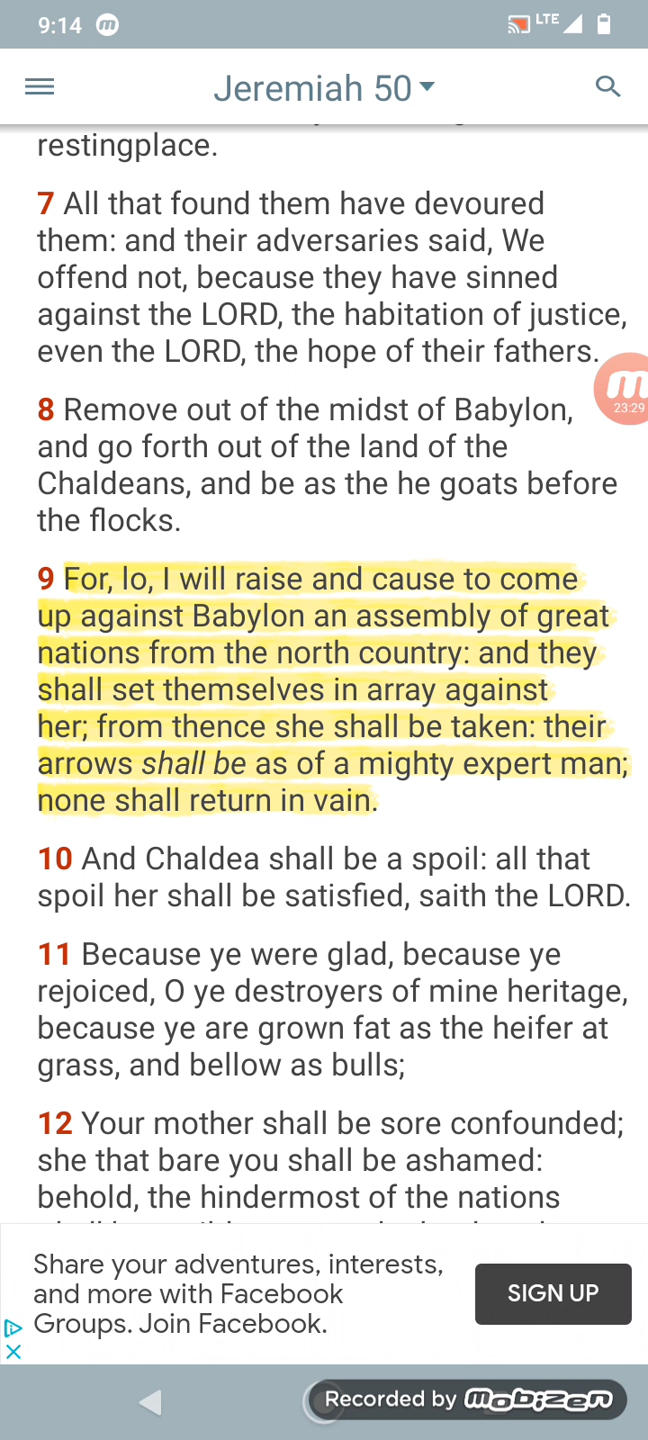 9:14 m LTE
Jeremiah 50
restingplace.
7 All that found them have devoured
them: and their adversaries said, We
offend not, because they have sinned
against the LORD, the habitation of justice,
even the LORD, the hope of their fathers.
m
23:29
8 Remove out of the midst of Babylon,
and go forth out of the land of the
Chaldeans, and be as the he goats before
the flocks.
9 For, lo, I will raise and cause to come
up against Babylon an assembly of great
nations from the north country: and they
shall set themselves in array against
her; from thence she shall be taken: their
arrows shall be as of a mighty expert man;
none shall return in vain.
10 And Chaldea shall be a spoil: all that
spoil her shall be satisfied, saith the LORD.
11 Because ye were glad, because ye
rejoiced, O ye destroyers of mine heritage,
because ye are grown fat as the heifer at
grass, and bellow as bulls;
12 Your mother shall be sore confounded;
she that bare you shall be ashamed:
behold, the hindermost of the nations
Share your adventures, interests,
and more with Facebook
Groups. Join Facebook.
SIGN UP
Recorded by mobizen